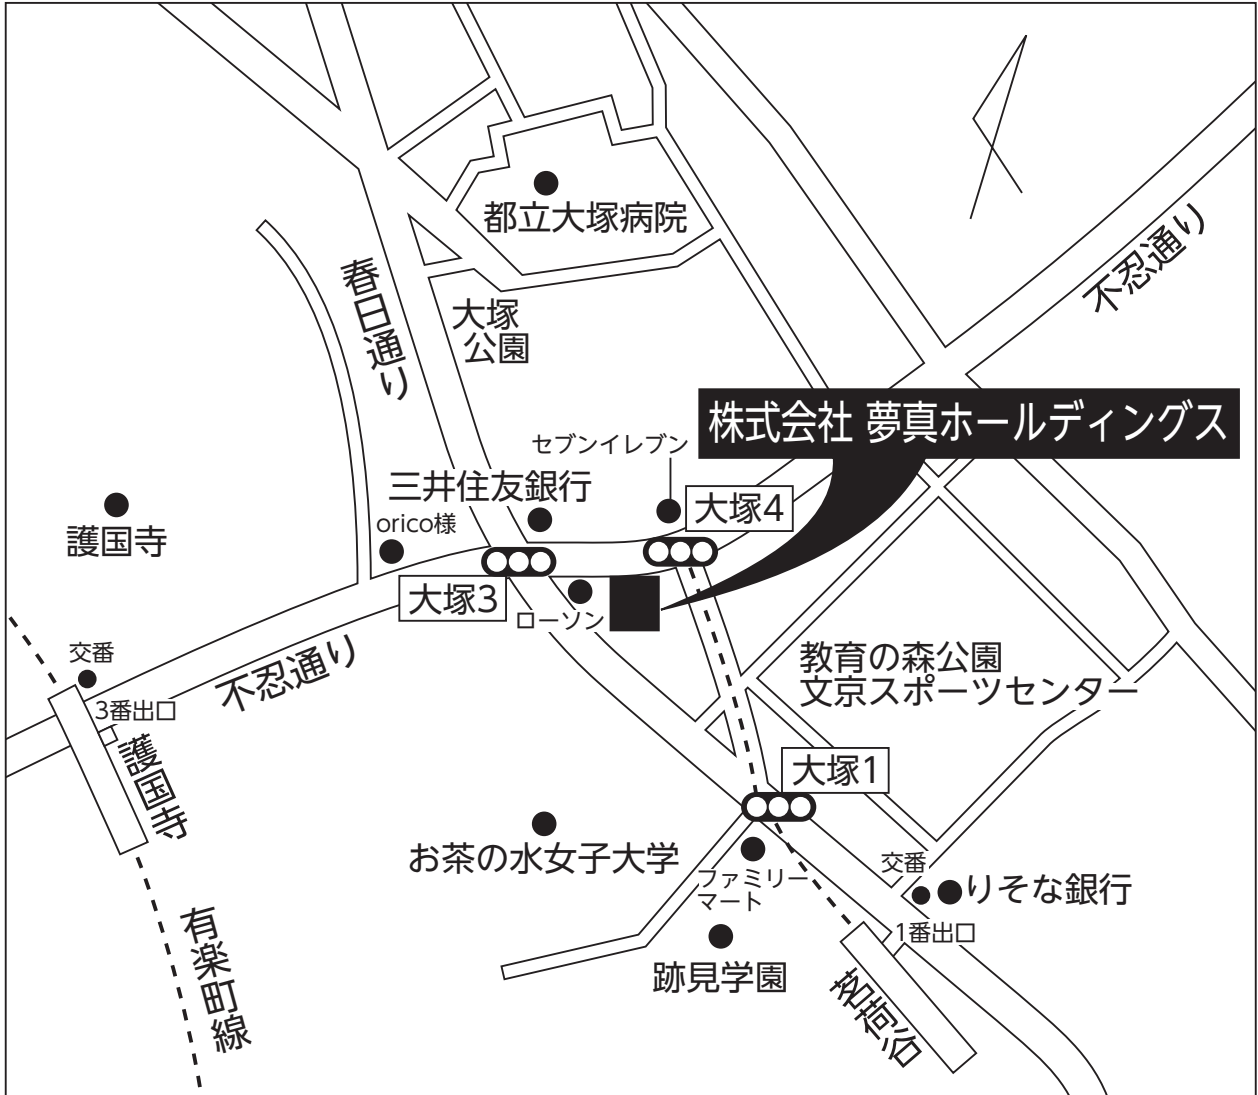 都立大塚病院
不忍通り
春日通り
大塚
公園
株式会社 夢真ホールディングス
セブンイレブン
三井住友銀行
大塚4
orico様
護国寺
大塚3
ローソン
交番
不忍通り
教育の森公園
文京スポーツセンター
3番出口
護国寺
大塚1
お茶の水女子大学
ファミリー
マート
交番
りそな銀行
1番出口
有楽町線
跡見学園
茗荷谷